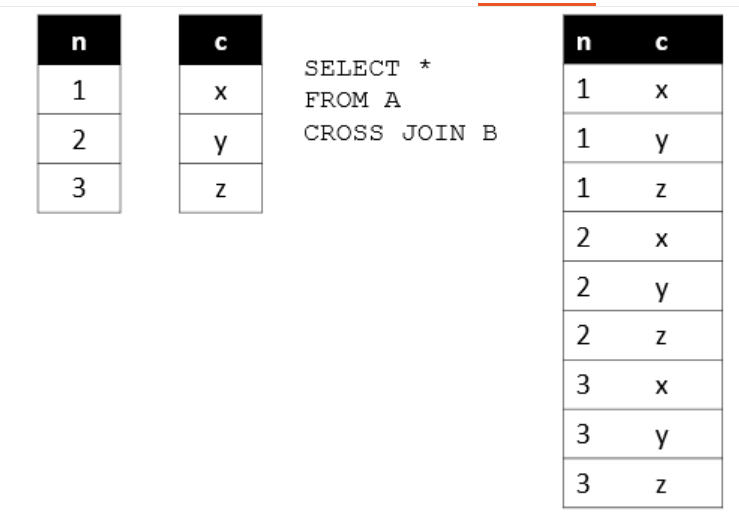 n
1
2
3
c
x
y
z
SELECT *
FROM A
CROSS JOIN B
n c
1 x
1 y
1 z
2 x
2 y
2 z
3 x
3 y
3 z